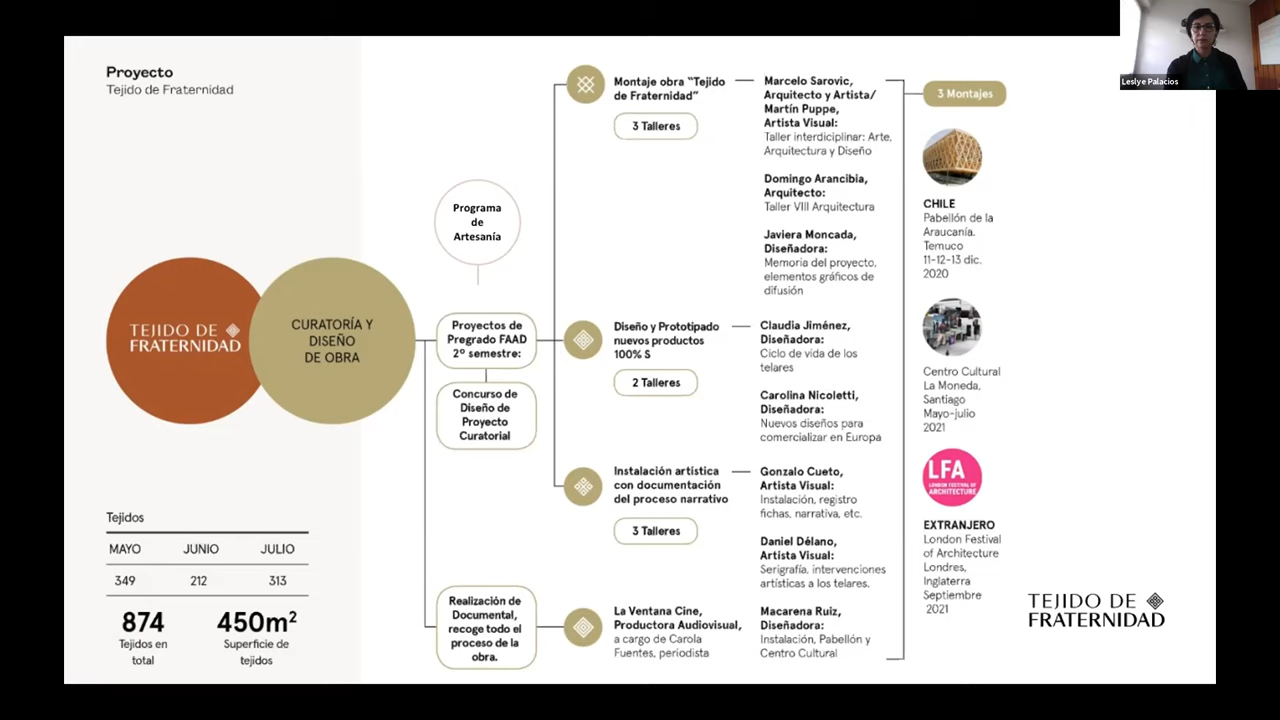 Leslye Palacios
Proyecto
Tejido de Fraternidad
TEJIDO DE
FRATERNIDAD
CURATORÍA Y
DISEÑO
DE OBRA
Tejidos
MAYO JUNIO JULIO
349 212 313
874 450m²
Tejidos en
total
Superficie de
tejidos
Programa
de
Artesanía
Proyectos de
Pregrado FAAD
2º semestre:
Concurso de
Diseño de
Proyecto
Curatorial
Realización de
Documental,
recoge todo el
proceso de la
obra.
Montaje obra "Tejido
de Fraternidad"
3 Talleres
Marcelo Sarovic,
Arquitecto y Artista/
Martín Puppe,
Artista Visual:
Taller interdiciplinar: Arte,
Arquitectura y Diseño
Domingo Arancibia,
Arquitecto:
Taller VIII Arquitectura
Javiera Moncada,
Diseñadora:
Memoria del proyecto,
elementos gráficos de
difusión
Diseño y Prototipado
nuevos productos
100% S
2 Talleres
Claudia Jiménez,
Diseñadora:
Ciclo de vida de los
telares
Carolina Nicoletti,
Diseñadora:
Nuevos diseños para
comercializar en Europa
Instalación artística
con documentación
del proceso narrativo
3 Talleres
Gonzalo Cueto,
Artista Visual:
Instalación, registro
fichas, narrativa, etc.
Daniel Délano,
Artista Visual:
Serigrafía, intervenciones
artísticas a los telares.
La Ventana Cine,
Productora Audiovisual,
a cargo de Carola
Fuentes, periodista
Macarena Ruiz,
Diseñadora:
Instalación, Pabellón y
Centro Cultural
3 Montajes
CHILE
Pabellón de la
Araucanía.
Temuco
11-12-13 dic.
2020
Centro Cultural
La Moneda,
Santiago
Mayo-julio
2021
LFA
LONDON FESTIVAL OF
ARCHITECTURE
EXTRANJERO
London Festival
of Architecture
Londres,
Inglaterra
Septiembre
2021
TEJIDO DE
FRATERNIDAD